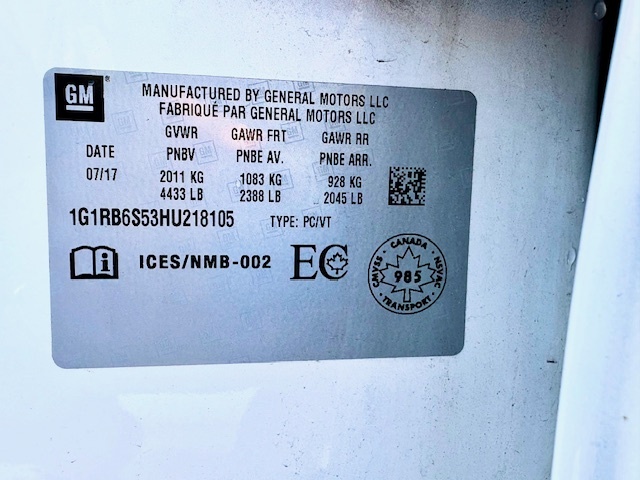 GM ®
MANUFACTURED BY GENERAL MOTORS LLC
FABRIQUÉ PAR GENERAL MOTORS LLC
GVWR GAWR FRT GAWR RR
DATE PNBV PNBE AV. PNBE ARR.
07/17 2011 KG 1083 KG 928 KG
4433 LB 2388 LB 2045 LB
1G1RB6S53HU218105 TYPE: PC/VT
i ICES/NMB-002 EC
CANADA
CMVSS 985 NSVAC
TRANSPORT